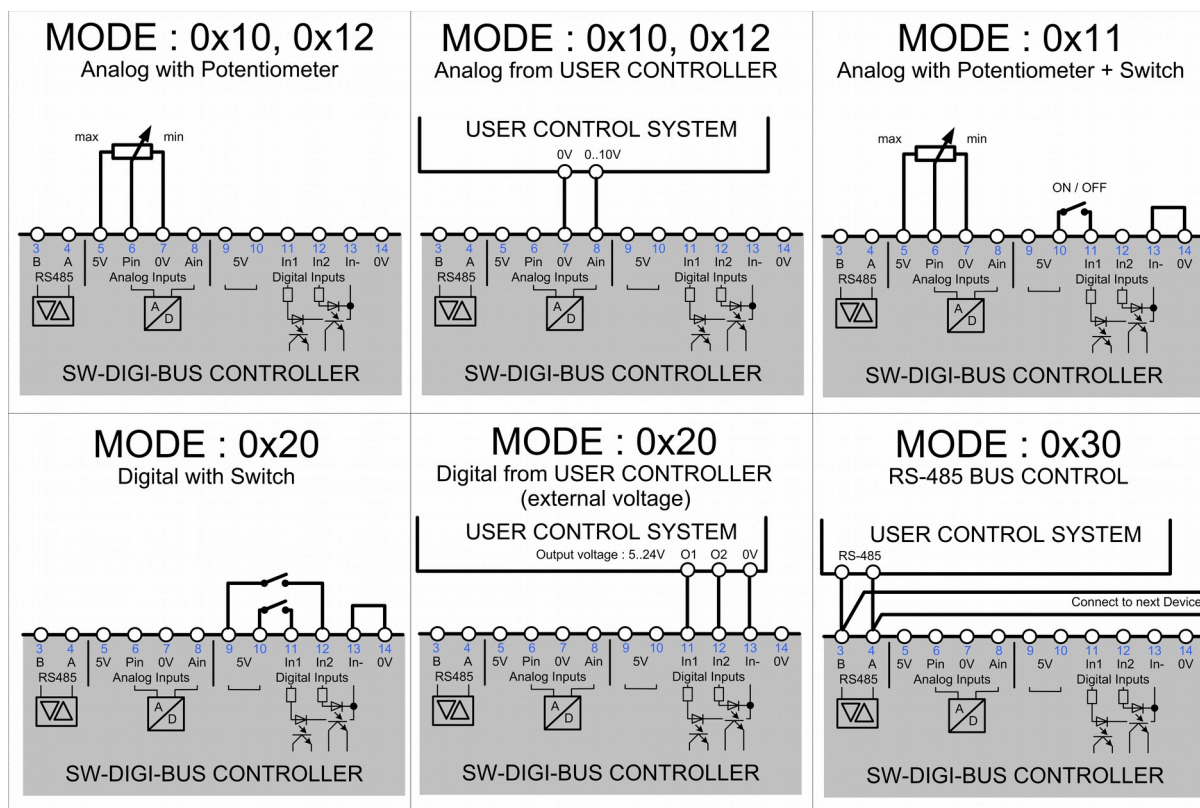 MODE : 0x10, 0x12
Analog with Potentiometer
max min
3 4 5 6 7 8 9 10 11 12 13 14
B A 5V Pin 0V Ain 5V In1 In2 In- 0V
RS485 Analog Inputs Digital Inputs
A
D
SW-DIGI-BUS CONTROLLER
MODE : 0x10, 0x12
Analog from USER CONTROLLER
USER CONTROL SYSTEM
0V 0..10V
3 4 5 6 7 8 9 10 11 12 13 14
B A 5V Pin 0V Ain 5V In1 In2 In- 0V
RS485 Analog Inputs Digital Inputs
A
D
SW-DIGI-BUS CONTROLLER
MODE : 0x11
Analog with Potentiometer + Switch
max min
ON / OFF
3 4 5 6 7 8 9 10 11 12 13 14
B A 5V Pin 0V Ain 5V In1 In2 In- 0V
RS485 Analog Inputs Digital Inputs
A
D
SW-DIGI-BUS CONTROLLER
MODE : 0x20
Digital with Switch
3 4 5 6 7 8 9 10 11 12 13 14
B A 5V Pin 0V Ain 5V In1 In2 In- 0V
RS485 Analog Inputs Digital Inputs
A
D
SW-DIGI-BUS CONTROLLER
MODE : 0x20
Digital from USER CONTROLLER
(external voltage)
USER CONTROL SYSTEM
Output voltage : 5..24V O1 O2 0V
3 4 5 6 7 8 9 10 11 12 13 14
B A 5V Pin 0V Ain 5V In1 In2 In- 0V
RS485 Analog Inputs Digital Inputs
A
D
SW-DIGI-BUS CONTROLLER
MODE : 0x30
RS-485 BUS CONTROL
USER CONTROL SYSTEM
RS-485
Connect to next Device
3 4 5 6 7 8 9 10 11 12 13 14
B A 5V Pin 0V Ain 5V In1 In2 In- 0V
RS485 Analog Inputs Digital Inputs
A
D
SW-DIGI-BUS CONTROLLER